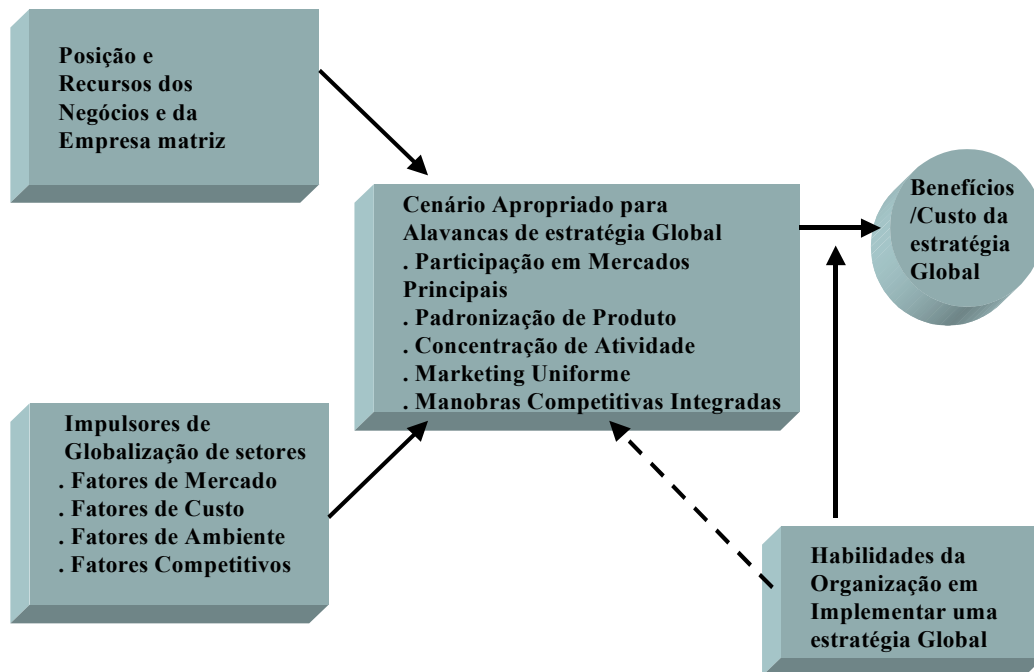 Posição e
Recursos dos
Negócios e da
Empresa matriz
Cenário Apropriado para
Alavancas de estratégia Global
. Participação em Mercados
Principais
. Padronização de Produto
. Concentração de Atividade
. Marketing Uniforme
. Manobras Competitivas Integradas
Benefícios
/Custo da
estratégia
Global
Impulsores de
Globalização de setores
. Fatores de Mercado
. Fatores de Custo
. Fatores de Ambiente
. Fatores Competitivos
Habilidades da
Organização em
Implementar uma
estratégia Global